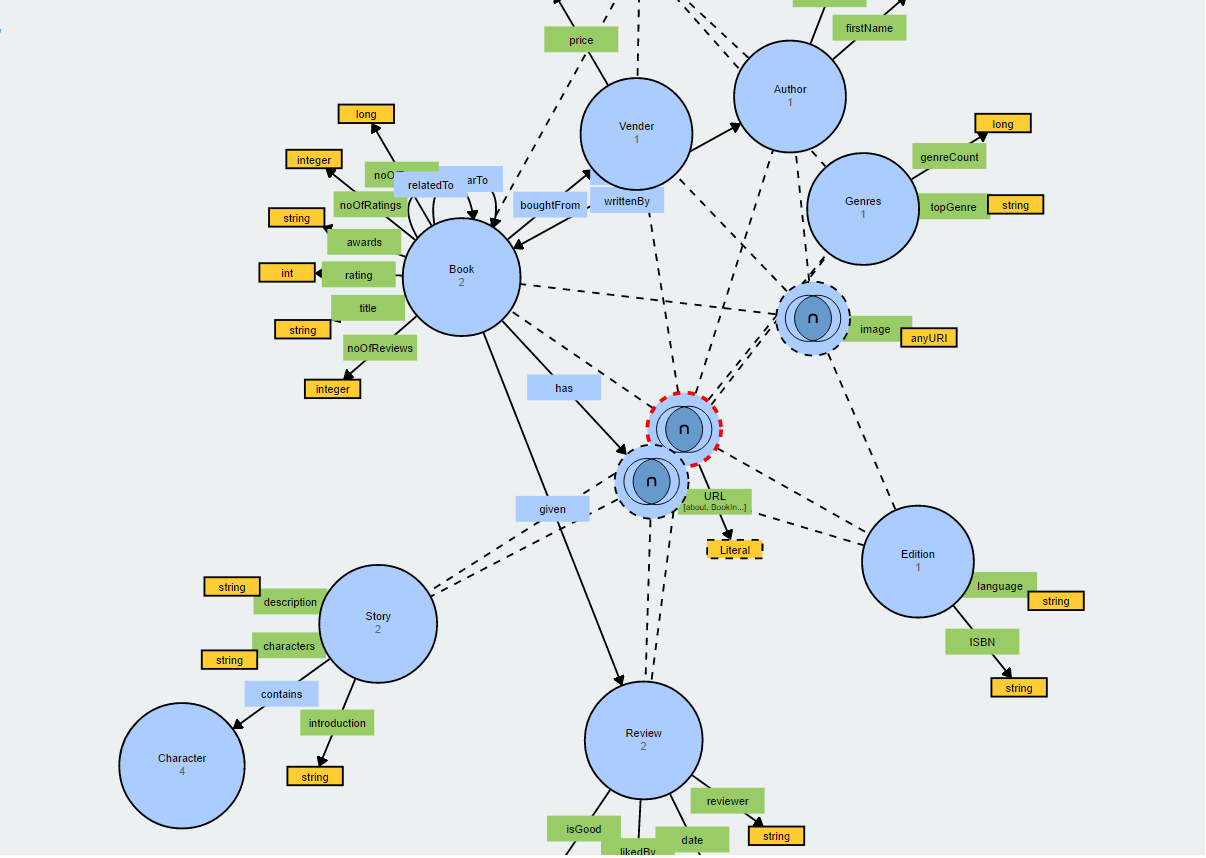 firstName
price
Author
1
long
Vender
1
long
genreCount
integer
relatedTo
arTo
noOfRatings
boughtFrom
writtenBy
Genres
1
topGenre
string
string
awards
Book
2
int
rating
title
string
image
anyURI
∩
noOfReviews
integer
has
∩
∩
URL
[about, BookIn...]
given
Literal
Edition
1
language
string
string
description
Story
2
characters
string
ISBN
string
contains
introduction
string
Character
4
Review
2
reviewer
string
isGood
date
likedBy